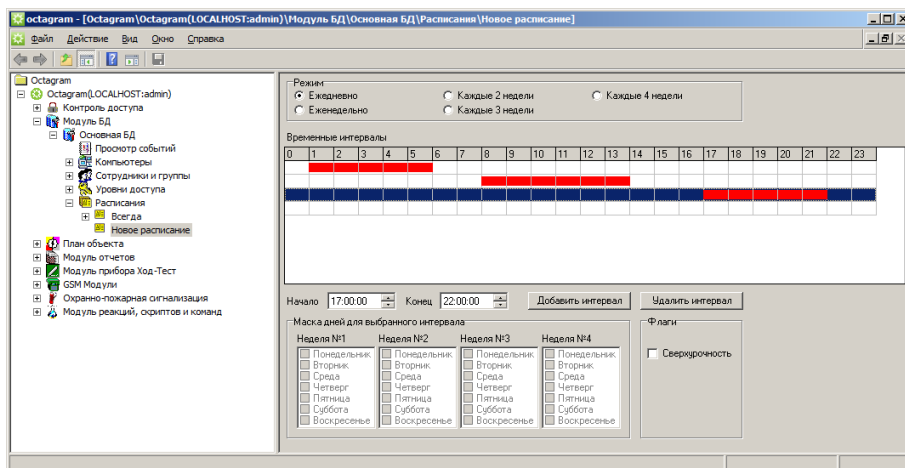 octagram - [Octagram\Octagram(LOCALHOST:admin)\Модуль БД\Основная БД\Расписания\Новое расписание]
Файл Действие Вид Окно Справка
Octagram
Octagram(LOCALHOST:admin)
Контроль доступа
Модуль БД
Основная БД
Просмотр событий
Компьютеры
Сотрудники и группы
Уровни доступа
Расписания
Всегда
Новое расписание
План объекта
Модуль отчетов
Модуль прибора Ход-Тест
GSM Модули
Охранно-пожарная сигнализация
Модуль реакций, скриптов и команд
Режим
Ежедневно Каждые 2 недели Каждые 4 недели
Еженедельно Каждые 3 недели
Временные интервалы
0 1 2 3 4 5 6 7 8 9 10 11 12 13 14 15 16 17 18 19 20 21 22 23
Начало 17:00:00 Конец 22:00:00 Добавить интервал Удалить интервал
Маска дней для выбранного интервала
Неделя №1 Неделя №2 Неделя №3 Неделя №4
Понедельник Понедельник Понедельник Понедельник
Вторник Вторник Вторник Вторник
Среда Среда Среда Среда
Четверг Четверг Четверг Четверг
Пятница Пятница Пятница Пятница
Суббота Суббота Суббота Суббота
Воскресенье Воскресенье Воскресенье Воскресенье
Флаги
Сверхурочность